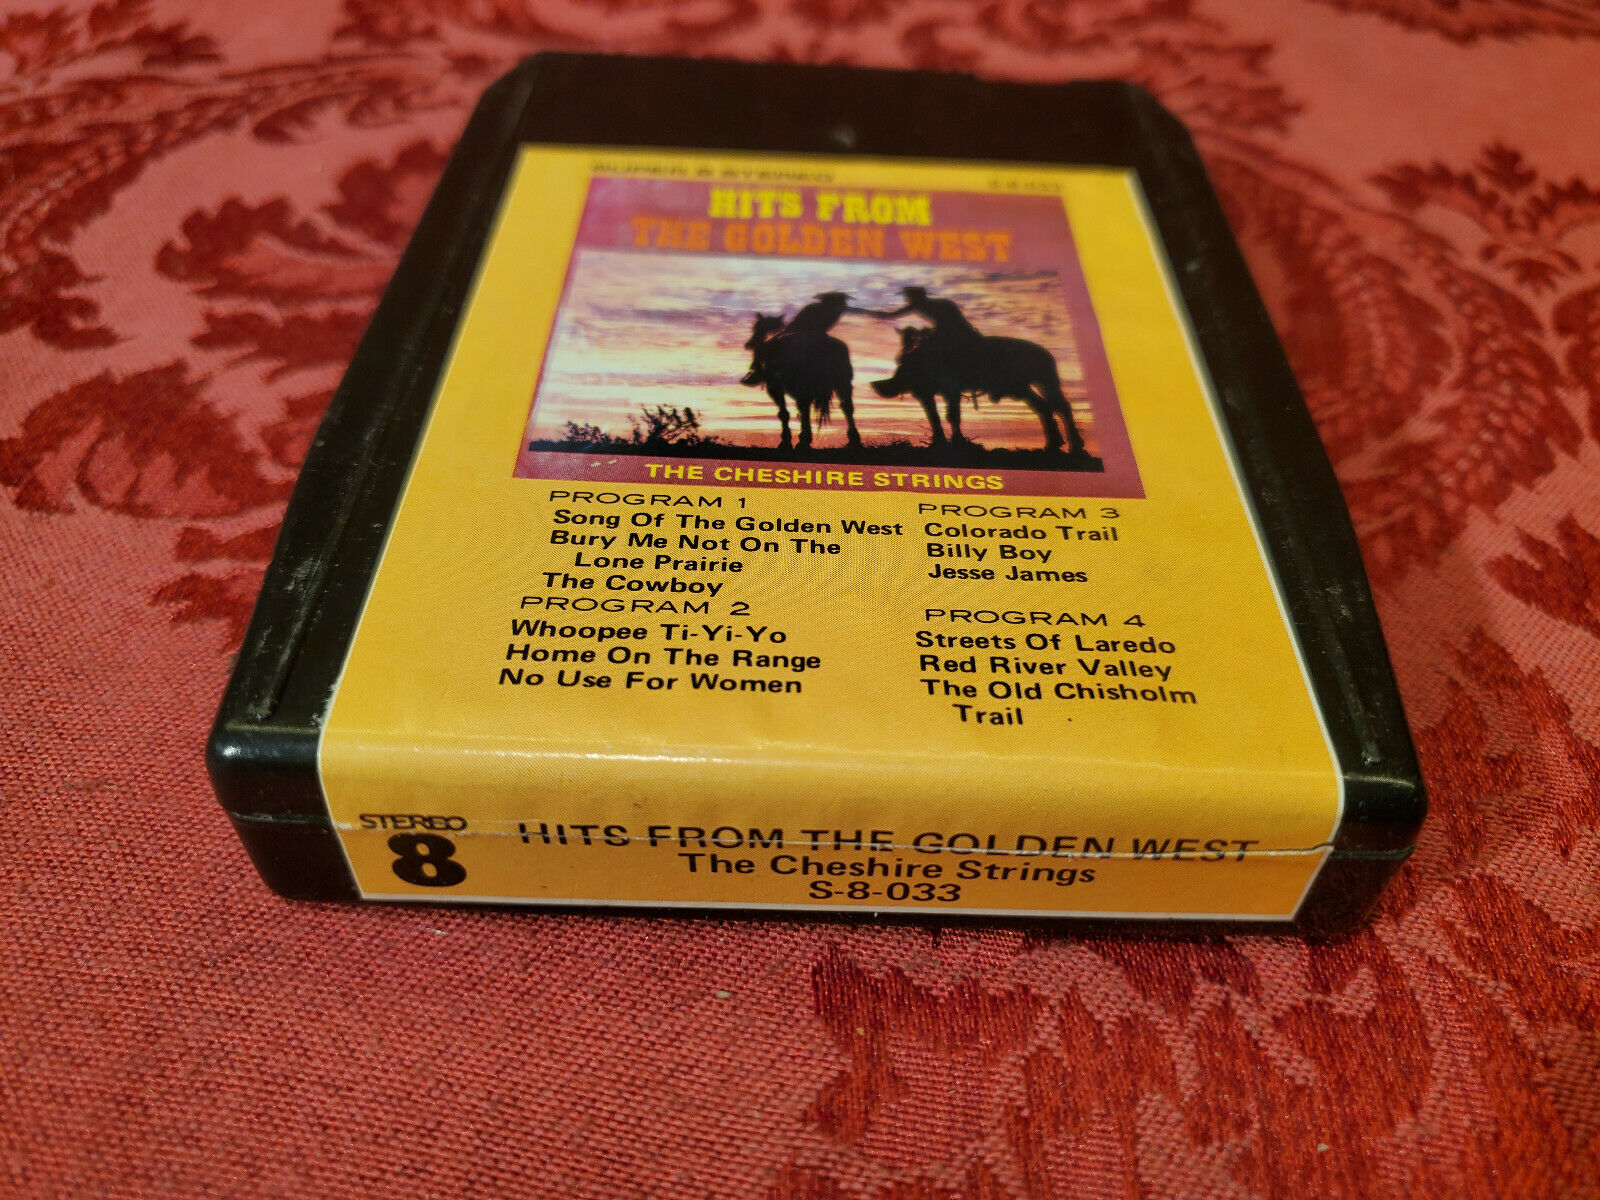 HITS FROM
THE GOLDEN WEST
THE CHESHIRE STRINGS
PROGRAM 1
Song Of The Golden West
Bury Me Not On The
Lone Prairie
The Cowboy
PROGRAM 2
Whoopee Ti-Yi-Yo
Home On The Range
No Use For Women
PROGRAM 3
Colorado Trail
Billy Boy
Jesse James
PROGRAM 4
Streets Of Laredo
Red River Valley
The Old Chisholm
Trail
STEREO
8
HITS FROM THE GOLDEN WEST
The Cheshire Strings
S-8-033